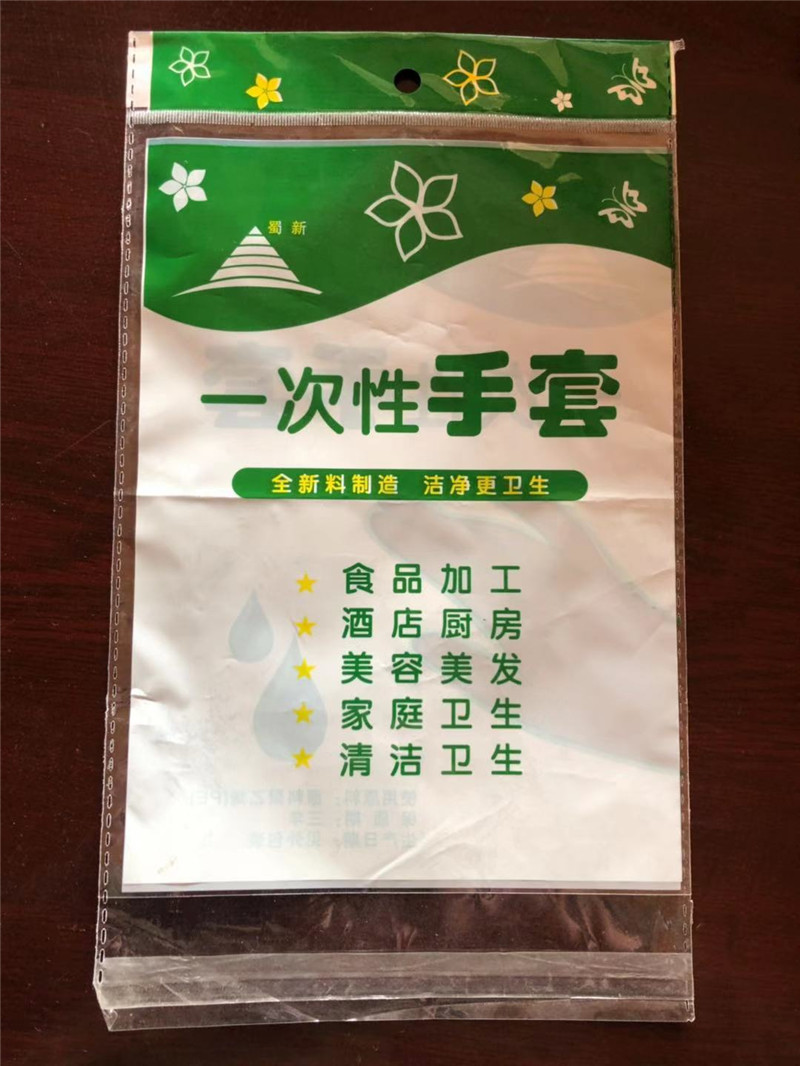 蜀新
一次性手套
全新料制造 洁净更卫生
食品加工
酒店厨房
美容美发
家庭卫生
清洁卫生